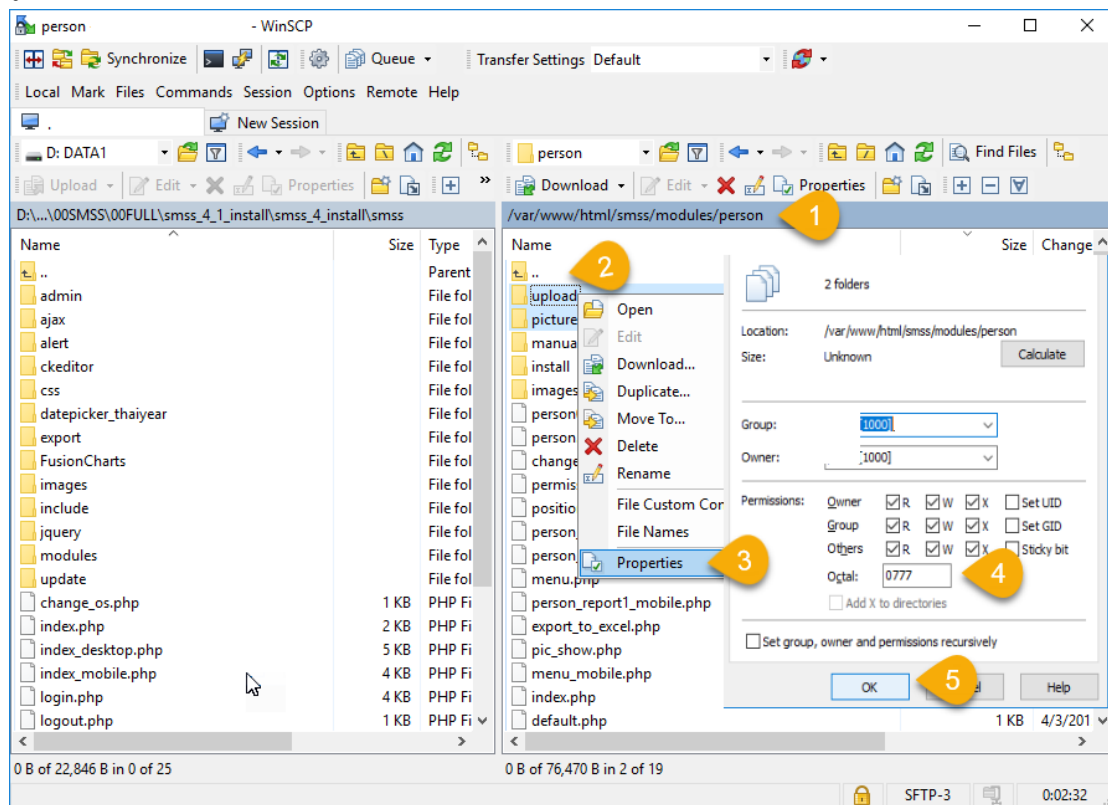 person - WinSCP
Synchronize Queue Transfer Settings Default
Local Mark Files Commands Session Options Remote Help
. New Session
D: DATA1 person Find Files
Upload Edit Properties » Download Edit Properties
D:\...\00SMSS\00FULL\smss_4_1_install\smss_4_install\smss
/var/www/html/smss/modules/person 1
Name Size Type
.. Parent
admin File fol
ajax File fol
alert File fol
ckeditor File fol
css File fol
datepicker_thaiyear File fol
export File fol
FusionCharts File fol
images File fol
include File fol
jquery File fol
modules File fol
update File fol
change_os.php 1 KB PHP Fi
index.php 2 KB PHP Fi
index_desktop.php 5 KB PHP Fi
index_mobile.php 4 KB PHP Fi
login.php 4 KB PHP Fi
logout.php 1 KB PHP Fi
Name Size Change
.. 2
upload
picture
manua
install
images
person
person
change
permis
positio
person_
person_
menu.php
person_report1_mobile.php
export_to_excel.php
pic_show.php
menu_mobile.php
index.php
default.php 1 KB 4/3/201
Open
Edit
Download...
Duplicate...
Move To...
Delete
Rename
File Custom Con
File Names
Properties 3
2 folders
Location: /var/www/html/smss/modules/person
Size: Unknown Calculate
Group: [1000]
Owner: [1000]
Permissions: Owner R W X Set UID
Group R W X Set GID
Others R W X Sticky bit
Octal: 0777 4
Add X to directories
Set group, owner and permissions recursively
OK 5 Help
0 B of 22,846 B in 0 of 25
0 B of 76,470 B in 2 of 19
SFTP-3 0:02:32